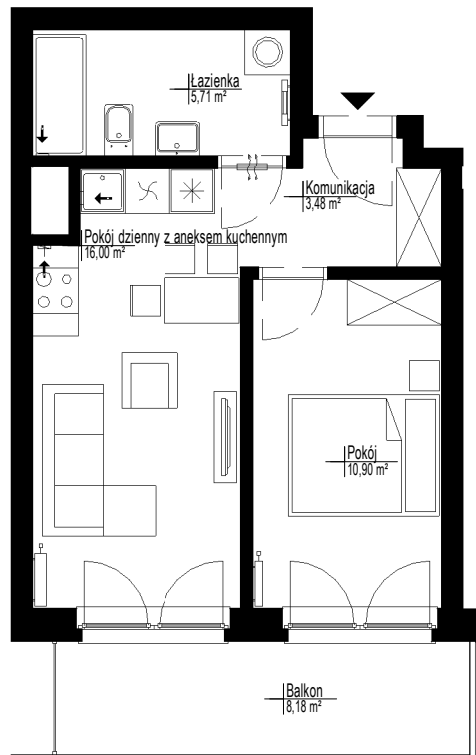 Łazienka
5,71 m²
Komunikacja
3,48 m²
Pokój dzienny z aneksem kuchennym
16,00 m²
Pokój
10,90 m²
Balkon
8,18 m²